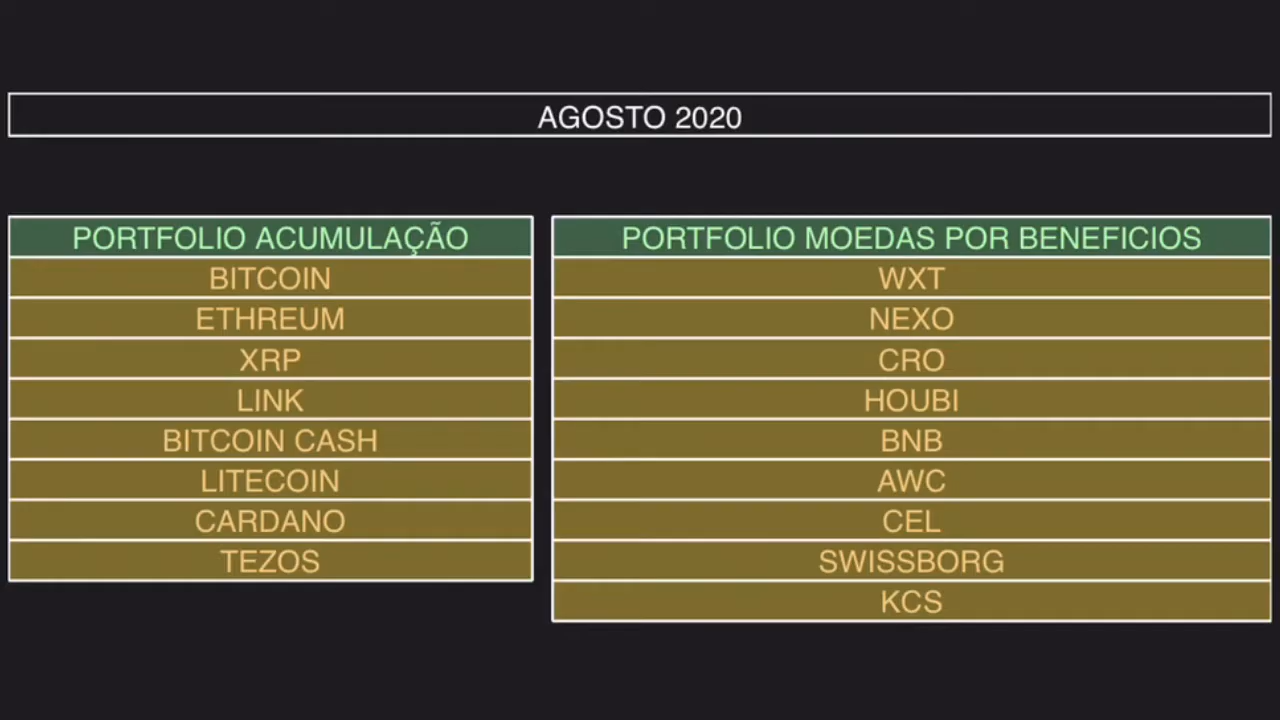 AGOSTO 2020
PORTFOLIO ACUMULAÇÃO
BITCOIN
ETHREUM
XRP
LINK
BITCOIN CASH
LITECOIN
CARDANO
TEZOS
PORTFOLIO MOEDAS POR BENEFICIOS
WXT
NEXO
CRO
HOUBI
BNB
AWC
CEL
SWISSBORG
KCS